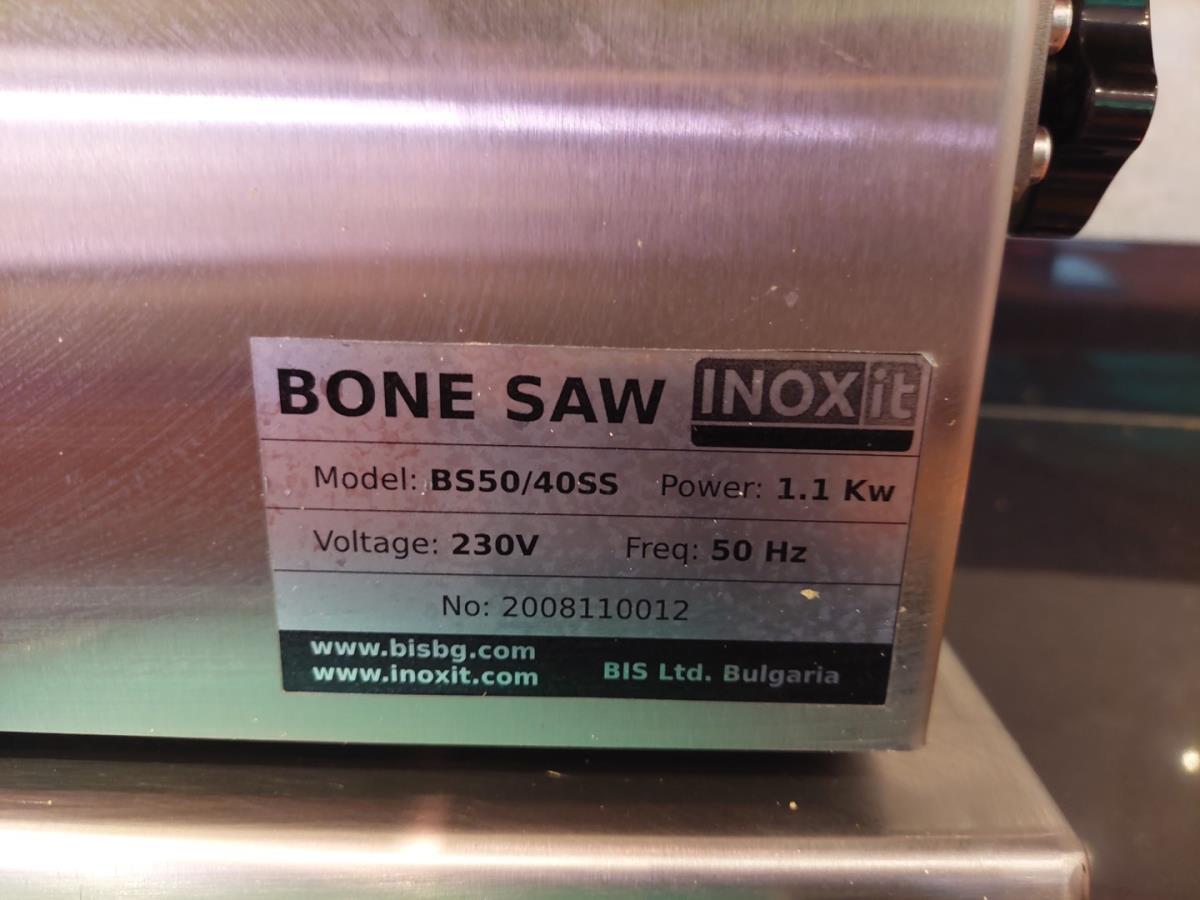 BONE SAW INOXit
Model: BS50/40SS Power: 1.1 Kw
Voltage: 230V Freq: 50 Hz
No: 2008110012
www.bisbg.com
www.inoxit.com BIS Ltd. Bulgaria